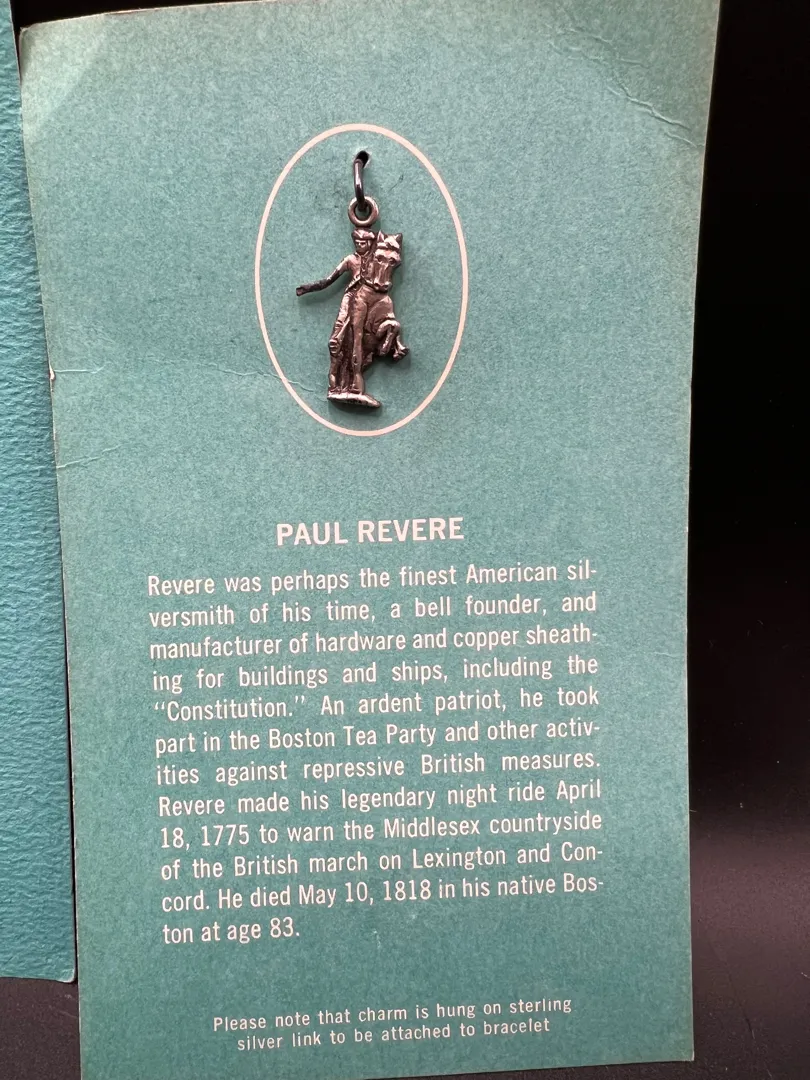 PAUL REVERE
Revere was perhaps the finest American sil-
versmith of his time, a bell founder, and
manufacturer of hardware and copper sheath-
ing for buildings and ships, including the
“Constitution.” An ardent patriot, he took
part in the Boston Tea Party and other activ-
ities against repressive British measures.
Revere made his legendary night ride April
18, 1775 to warn the Middlesex countryside
of the British march on Lexington and Con-
cord. He died May 10, 1818 in his native Bos-
ton at age 83.
Please note that charm is hung on sterling
silver link to be attached to bracelet